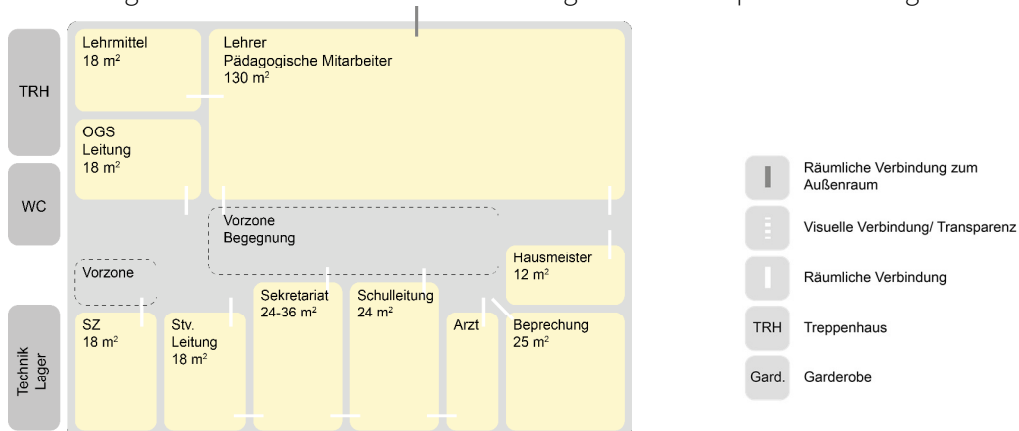 TRH
WC
Technik
Lager
Lehrmittel
18 m²
Lehrer
Pädagogische Mitarbeiter
130 m²
OGS
Leitung
18 m²
Vorzone
Begegnung
Vorzone
Hausmeister
12 m²
SZ
18 m²
Stv.
Leitung
18 m²
Sekretariat
24-36 m²
Schulleitung
24 m²
Arzt
Beprechung
25 m²
Räumliche Verbindung zum
Außenraum
Visuelle Verbindung/ Transparenz
Räumliche Verbindung
TRH Treppenhaus
Gard. Garderobe